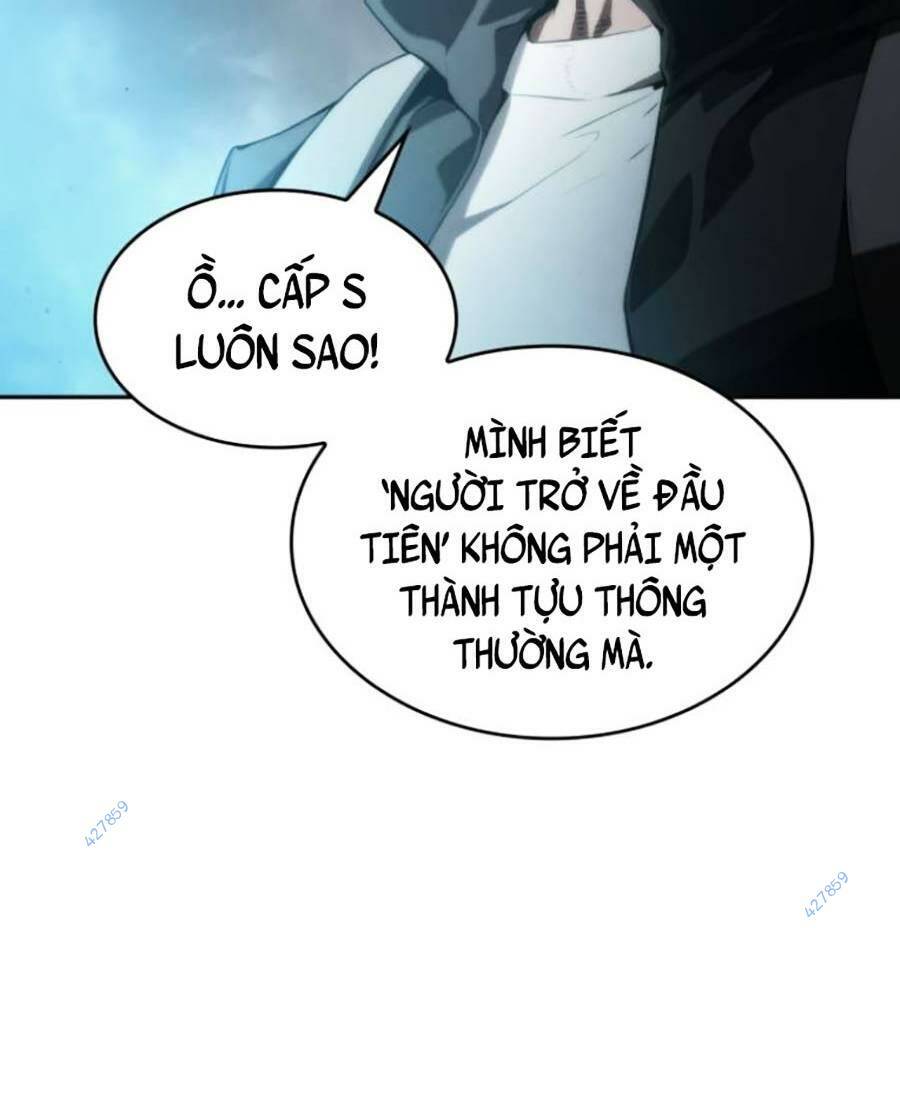 Ồ... CẤP S
LUÔN SAO!
MÌNH BIẾT
'NGƯỜI TRỞ VỀ ĐẦU
TIÊN' KHÔNG PHẢI MỘT
THÀNH TỰU THÔNG
THƯỜNG MÀ.
427859
427859